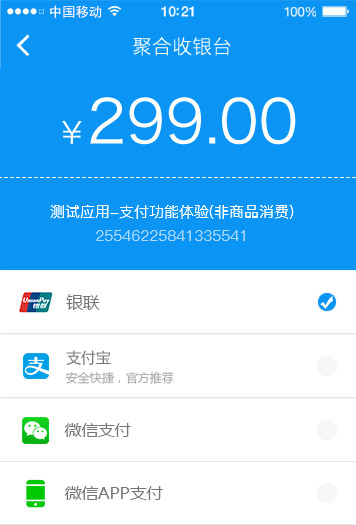 中国移动 10:21 100%
聚合收银台
¥299.00
测试应用-支付功能体验(非商品消费)
25546225841335541
UnionPay 银联 银联
支付宝
安全快捷，官方推荐
微信支付
微信APP支付